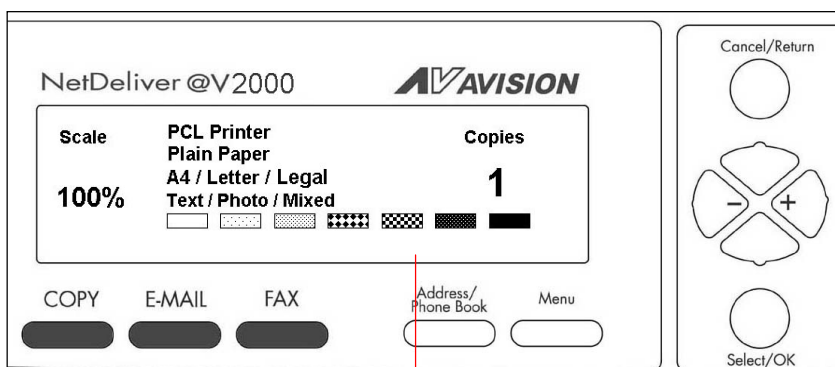 NetDeliver @V2000
AVAVISION
Cancel/Return
Scale
PCL Printer
Copies
Plain Paper
100%
A4 / Letter / Legal
1
Text / Photo / Mixed
- +
COPY
E-MAIL
FAX
Address/
Phone Book
Menu
Select/OK